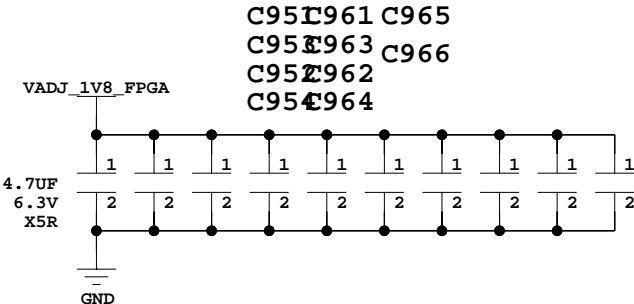 C951 C961 C965
C953 C963 C966
C952 C962
C954 C964
VADJ_1V8_FPGA
1 1 1 1 1 1 1 1 1 1
4.7UF
6.3V
X5R
2 2 2 2 2 2 2 2 2 2
GND